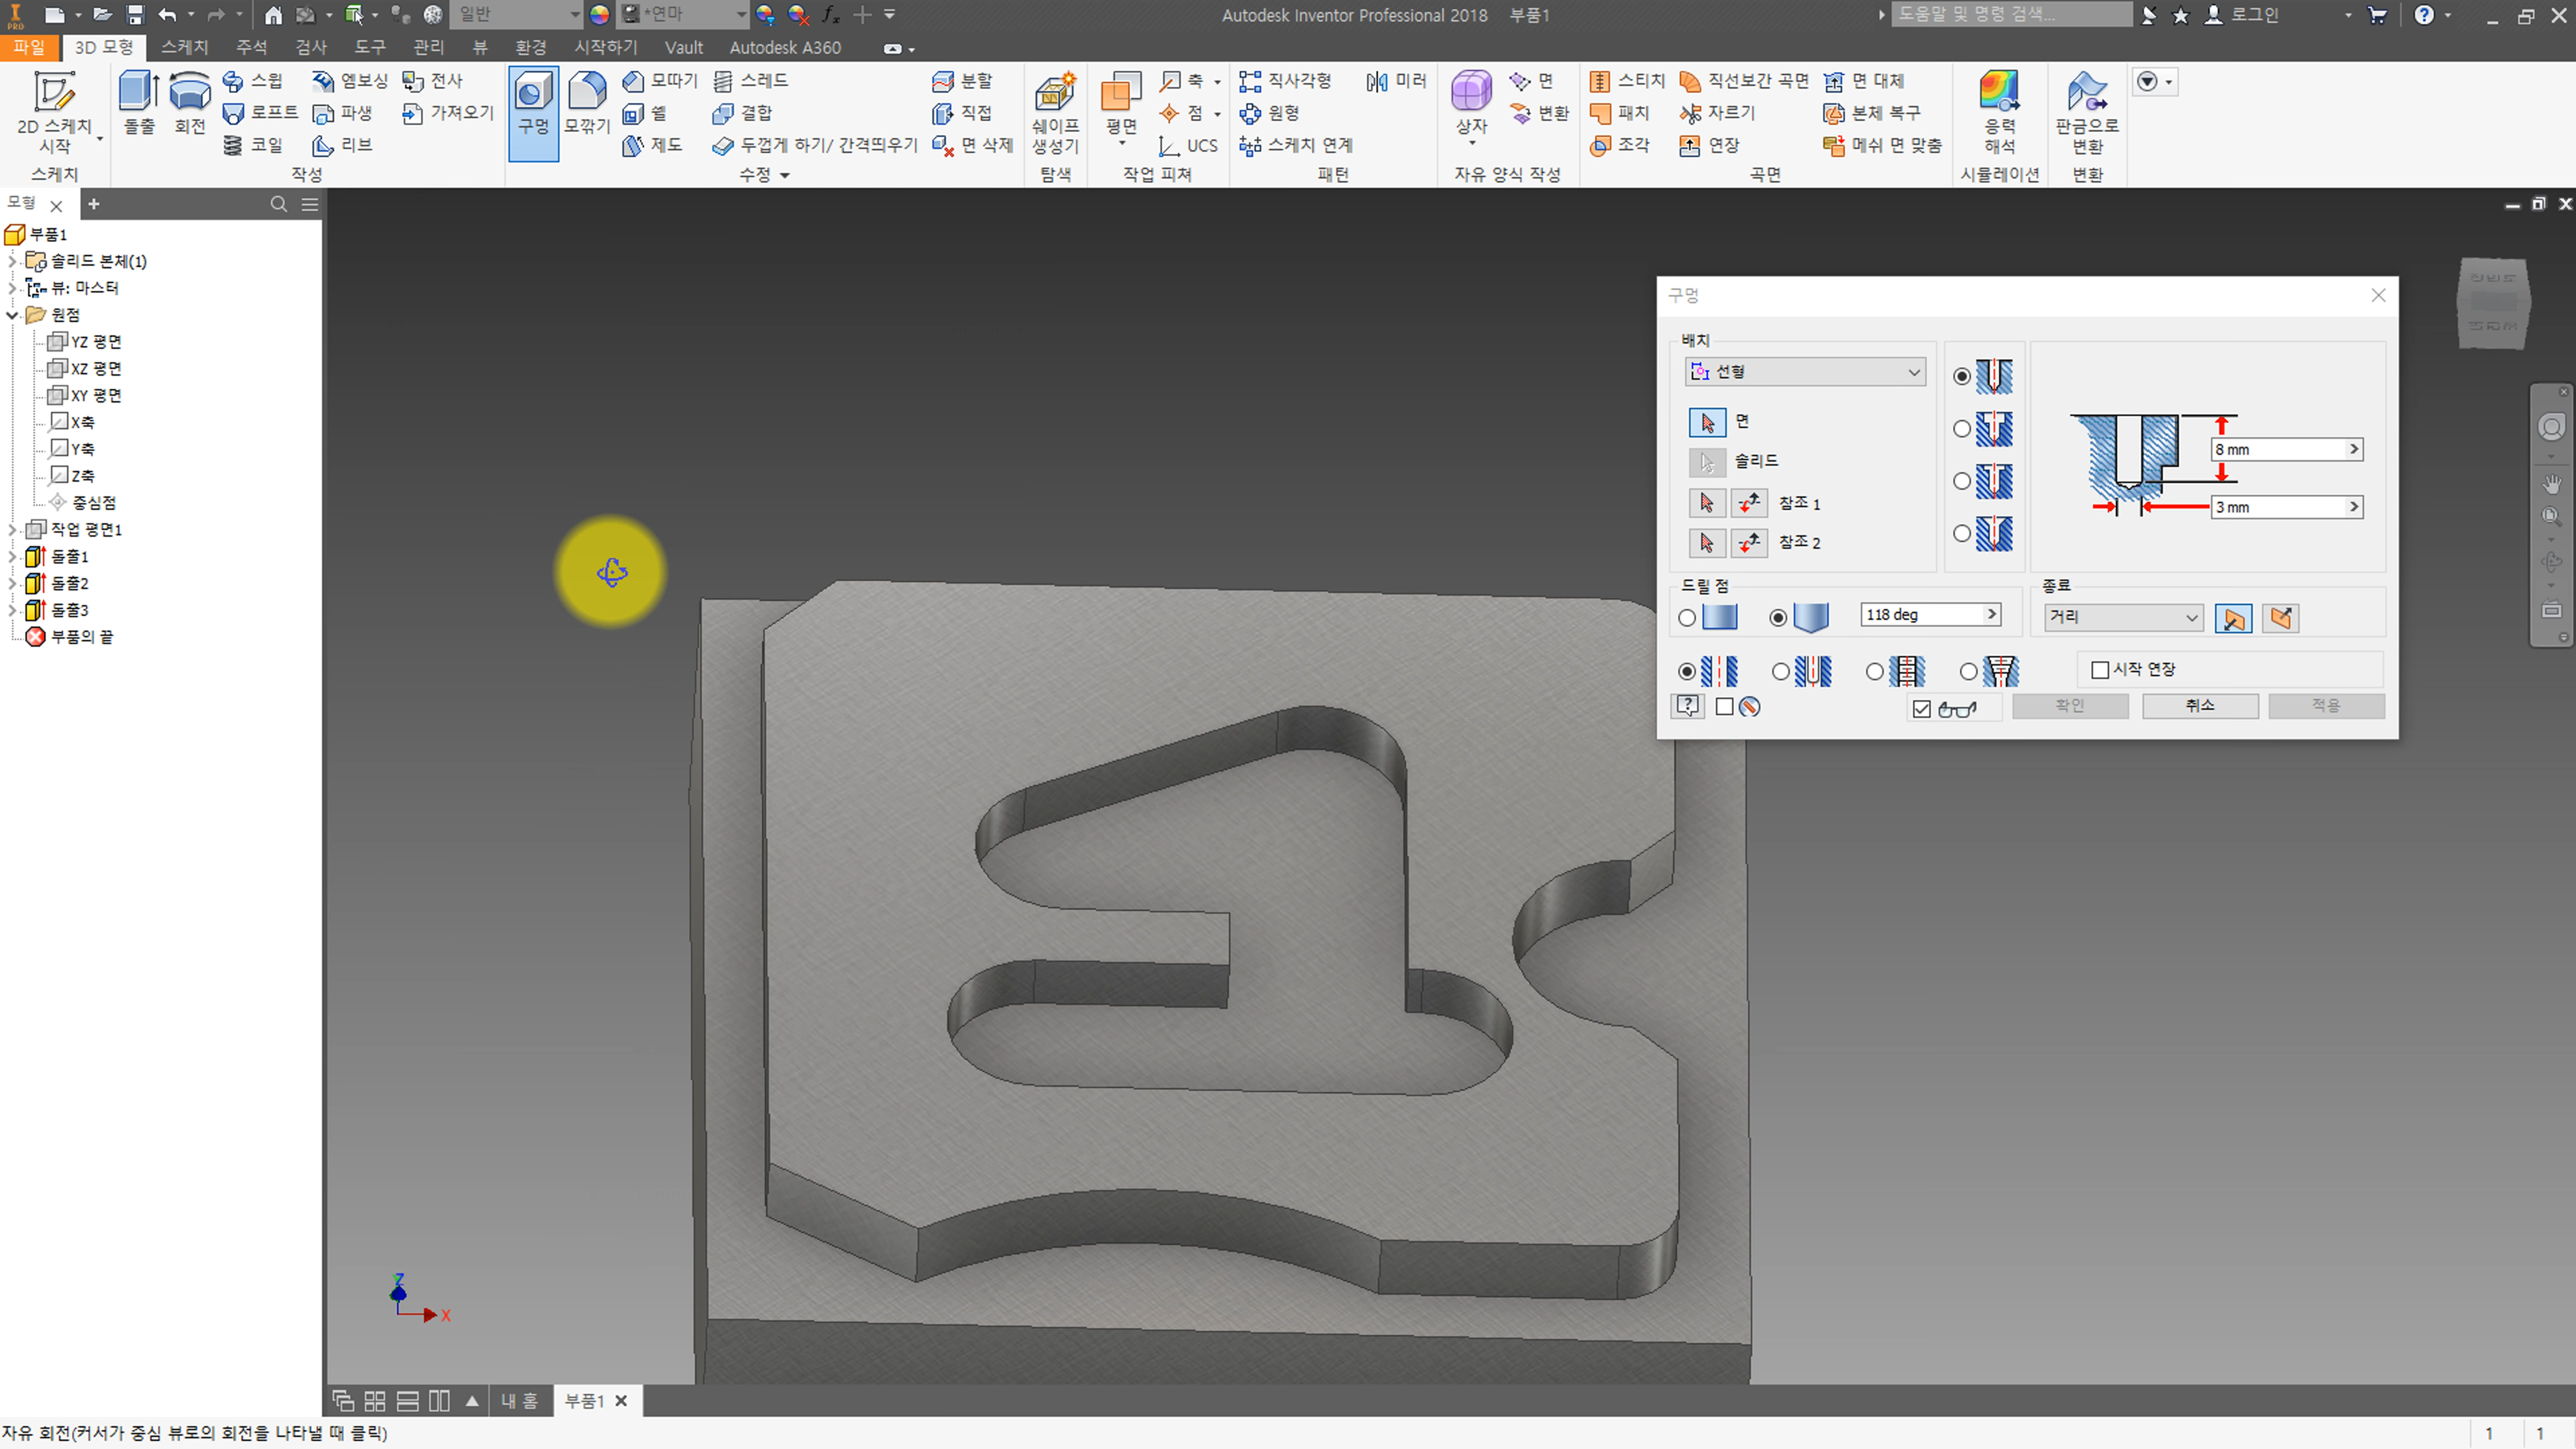 PRO 일반 *연마 fx Autodesk Inventor Professional 2018 부품1 도움말 및 명령 검색... 로그인
파일 3D 모형 스케치 주석 검사 도구 관리 뷰 환경 시작하기 Vault Autodesk A360
2D 스케치 시작
스케치
돌출 회전 스윕 엠보싱 전사
로프트 파생 가져오기
코일 리브
작성
구멍 모깎기 모따기 스레드 분할
쉘 결합 직접
제도 두껍게 하기/ 간격띄우기 면 삭제
수정
쉐이프 생성기
탐색
평면 축
점
UCS
작업 피쳐
직사각형 미러
원형
스케치 연계
패턴
상자 면
변환
자유 양식 작성
스티치 직선보간 곡면 면 대체
패치 자르기 본체 복구
조각 연장 메쉬 면 맞춤
곡면
응력 해석
시뮬레이션
판금으로 변환
변환
모형
부품1
솔리드 본체(1)
뷰: 마스터
원점
YZ 평면
XZ 평면
XY 평면
X축
Y축
Z축
중심점
작업 평면1
돌출1
돌출2
돌출3
부품의 끝
구멍
배치
선형
면
솔리드
참조 1
참조 2
8 mm
3 mm
드릴 점
118 deg
종료
거리
시작 연장
확인 취소 적용
Z
X
내 홈 부품1
자유 회전(커서가 중심 뷰로의 회전을 나타낼 때 클릭) 1 1